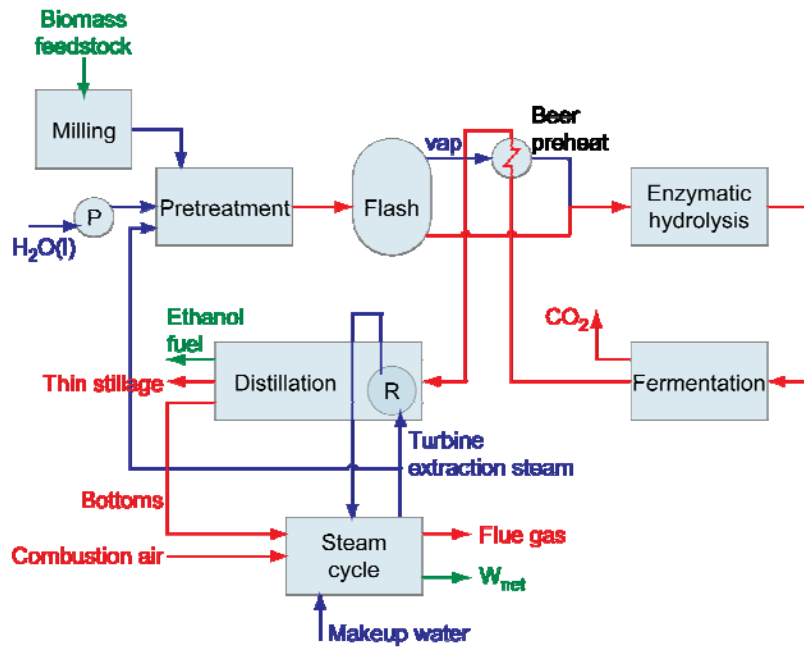 Biomass
feedstock
Milling
P
H₂O(l)
Pretreatment
Flash
vap
Beer
preheat
Enzymatic
hydrolysis
CO₂
Fermentation
Ethanol
fuel
Thin stillage
Distillation
R
Turbine
extraction steam
Bottoms
Combustion air
Steam
cycle
Flue gas
Wnet
Makeup water